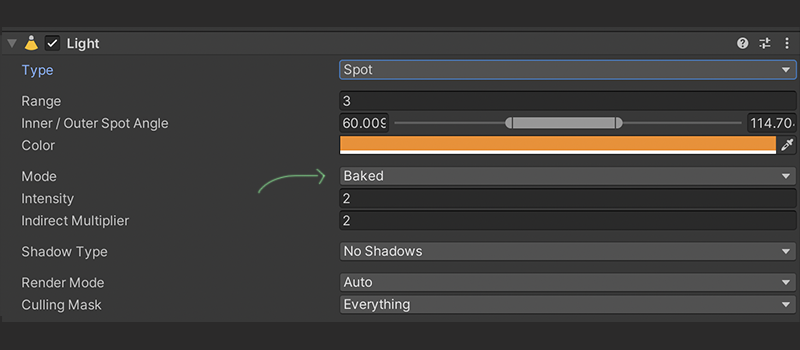 Light
Type Spot
Range 3
Inner / Outer Spot Angle 60.009 114.70
Color
Mode Baked
Intensity 2
Indirect Multiplier 2
Shadow Type No Shadows
Render Mode Auto
Culling Mask Everything